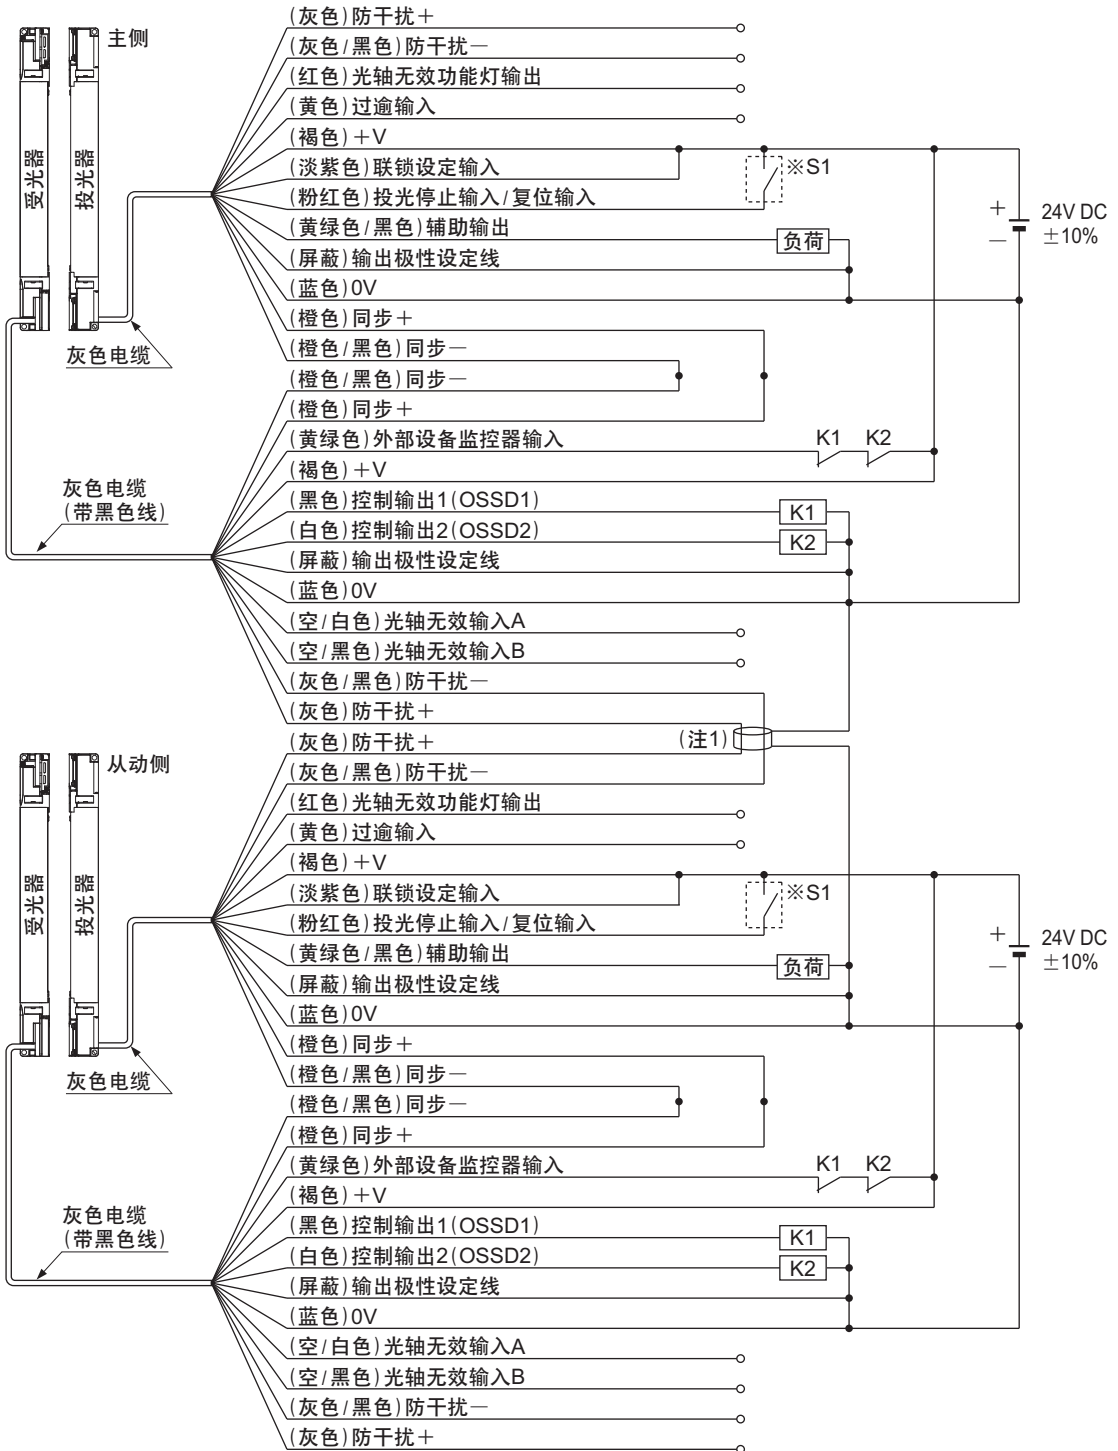 主侧
受光器
投光器
(灰色)防干扰＋
(灰色/黑色)防干扰－
(红色)光轴无效功能灯输出
(黄色)过逾输入
(褐色)＋V
(淡紫色)联锁设定输入
(粉红色)投光停止输入/复位输入
※S1
(黄绿色/黑色)辅助输出
负荷
(屏蔽)输出极性设定线
(蓝色)0V
＋
－
24V DC
±10%
(橙色)同步＋
(橙色/黑色)同步－
灰色电缆
(橙色/黑色)同步－
(橙色)同步＋
(黄绿色)外部设备监控器输入
K1 K2
(褐色)＋V
灰色电缆
(带黑色线)
(黑色)控制输出1(OSSD1)
K1
(白色)控制输出2(OSSD2)
K2
(屏蔽)输出极性设定线
(蓝色)0V
(空/白色)光轴无效输入A
(空/黑色)光轴无效输入B
(灰色/黑色)防干扰－
(灰色)防干扰＋
(注1)
从动侧
受光器
投光器
(灰色)防干扰＋
(灰色/黑色)防干扰－
(红色)光轴无效功能灯输出
(黄色)过逾输入
(褐色)＋V
(淡紫色)联锁设定输入
(粉红色)投光停止输入/复位输入
※S1
(黄绿色/黑色)辅助输出
负荷
(屏蔽)输出极性设定线
(蓝色)0V
＋
－
24V DC
±10%
(橙色)同步＋
(橙色/黑色)同步－
灰色电缆
(橙色/黑色)同步－
(橙色)同步＋
(黄绿色)外部设备监控器输入
K1 K2
(褐色)＋V
灰色电缆
(带黑色线)
(黑色)控制输出1(OSSD1)
K1
(白色)控制输出2(OSSD2)
K2
(屏蔽)输出极性设定线
(蓝色)0V
(空/白色)光轴无效输入A
(空/黑色)光轴无效输入B
(灰色/黑色)防干扰－
(灰色)防干扰＋